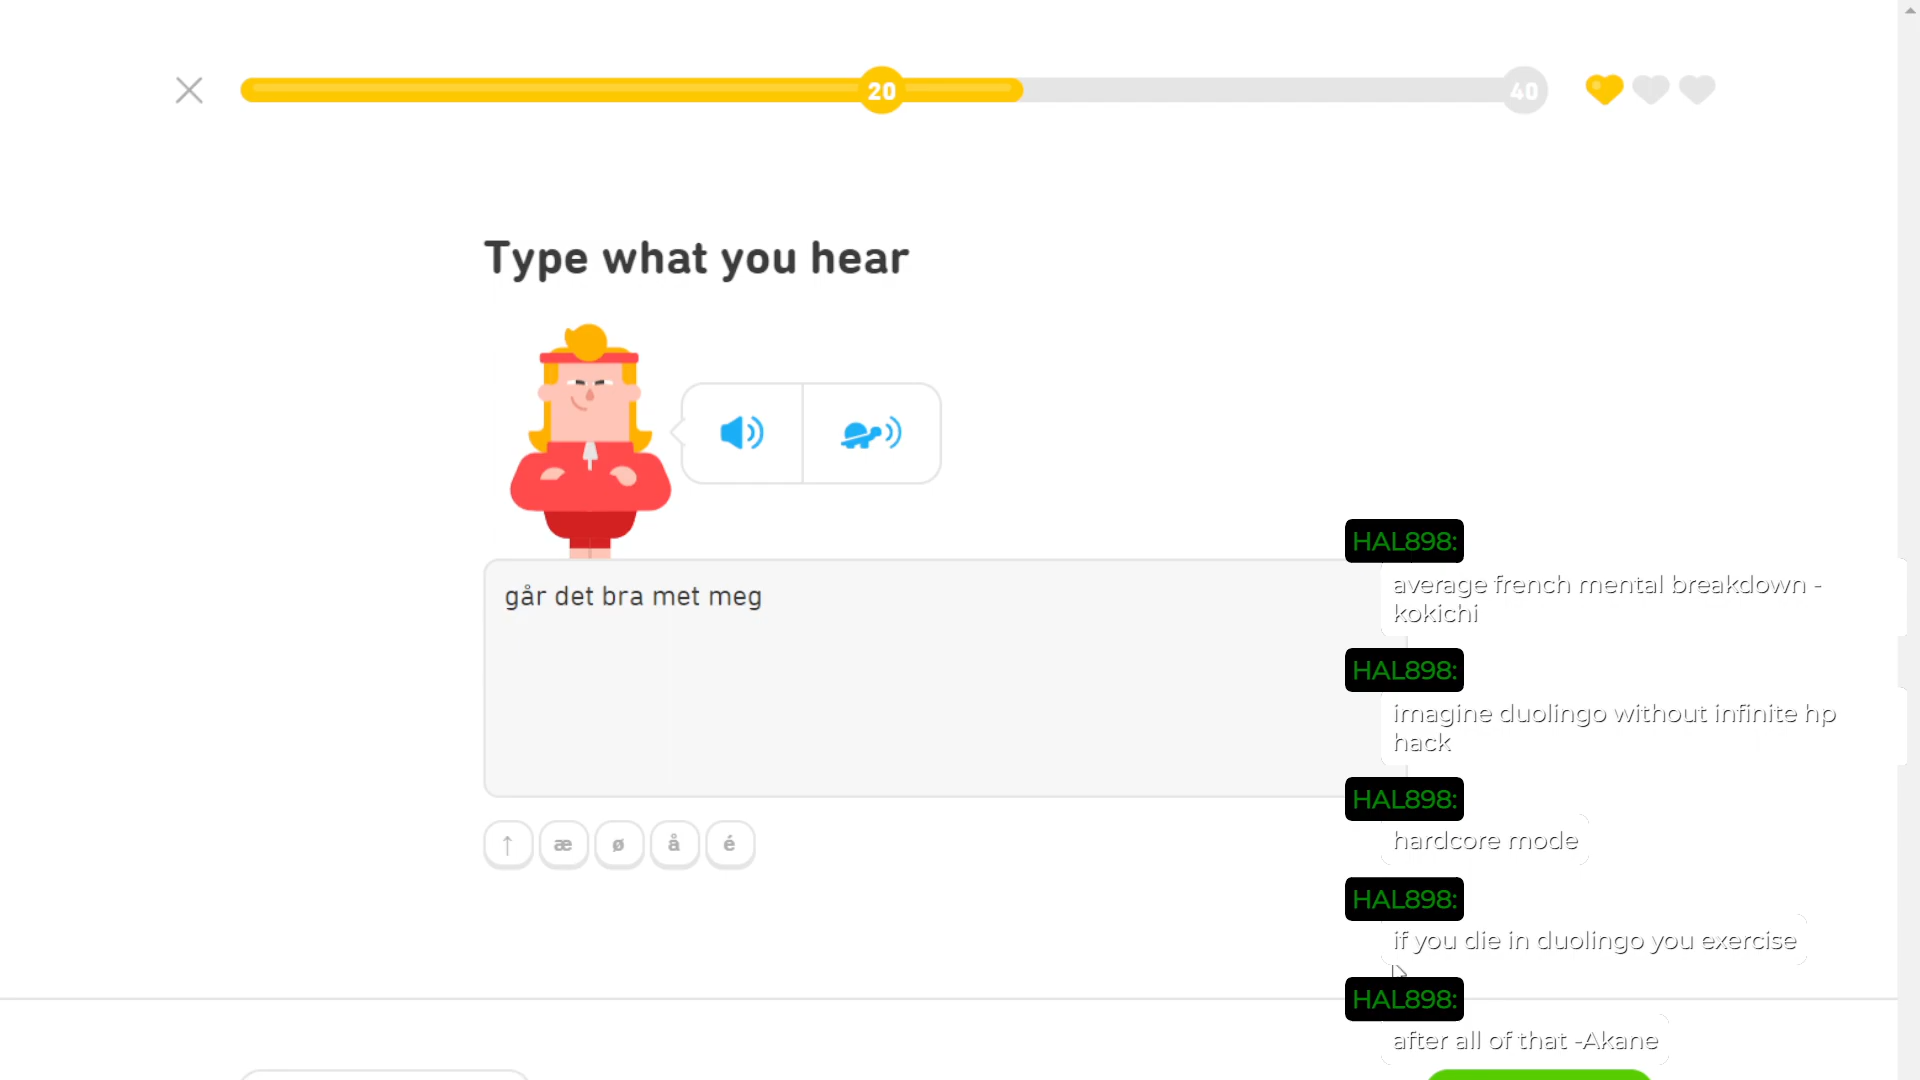 20
40
Type what you hear
går det bra met meg
↑ æ ø å é
HAL898:
average french mental breakdown -
kokichi
HAL898:
imagine duolingo without infinite hp
hack
HAL898:
hardcore mode
HAL898:
if you die in duolingo you exercise
HAL898:
after all of that -Akane